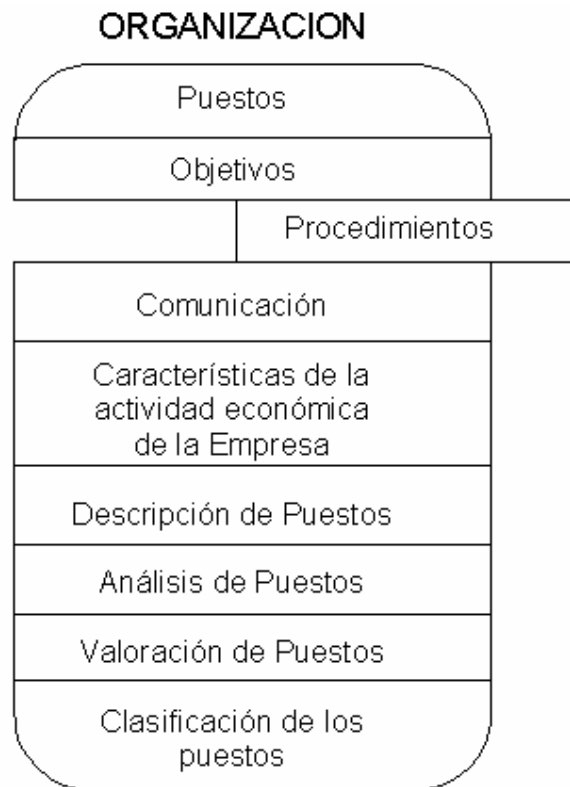 ORGANIZACION
Puestos
Objetivos
Procedimientos
Comunicación
Características de la
actividad económica
de la Empresa
Descripción de Puestos
Análisis de Puestos
Valoración de Puestos
Clasificación de los
puestos